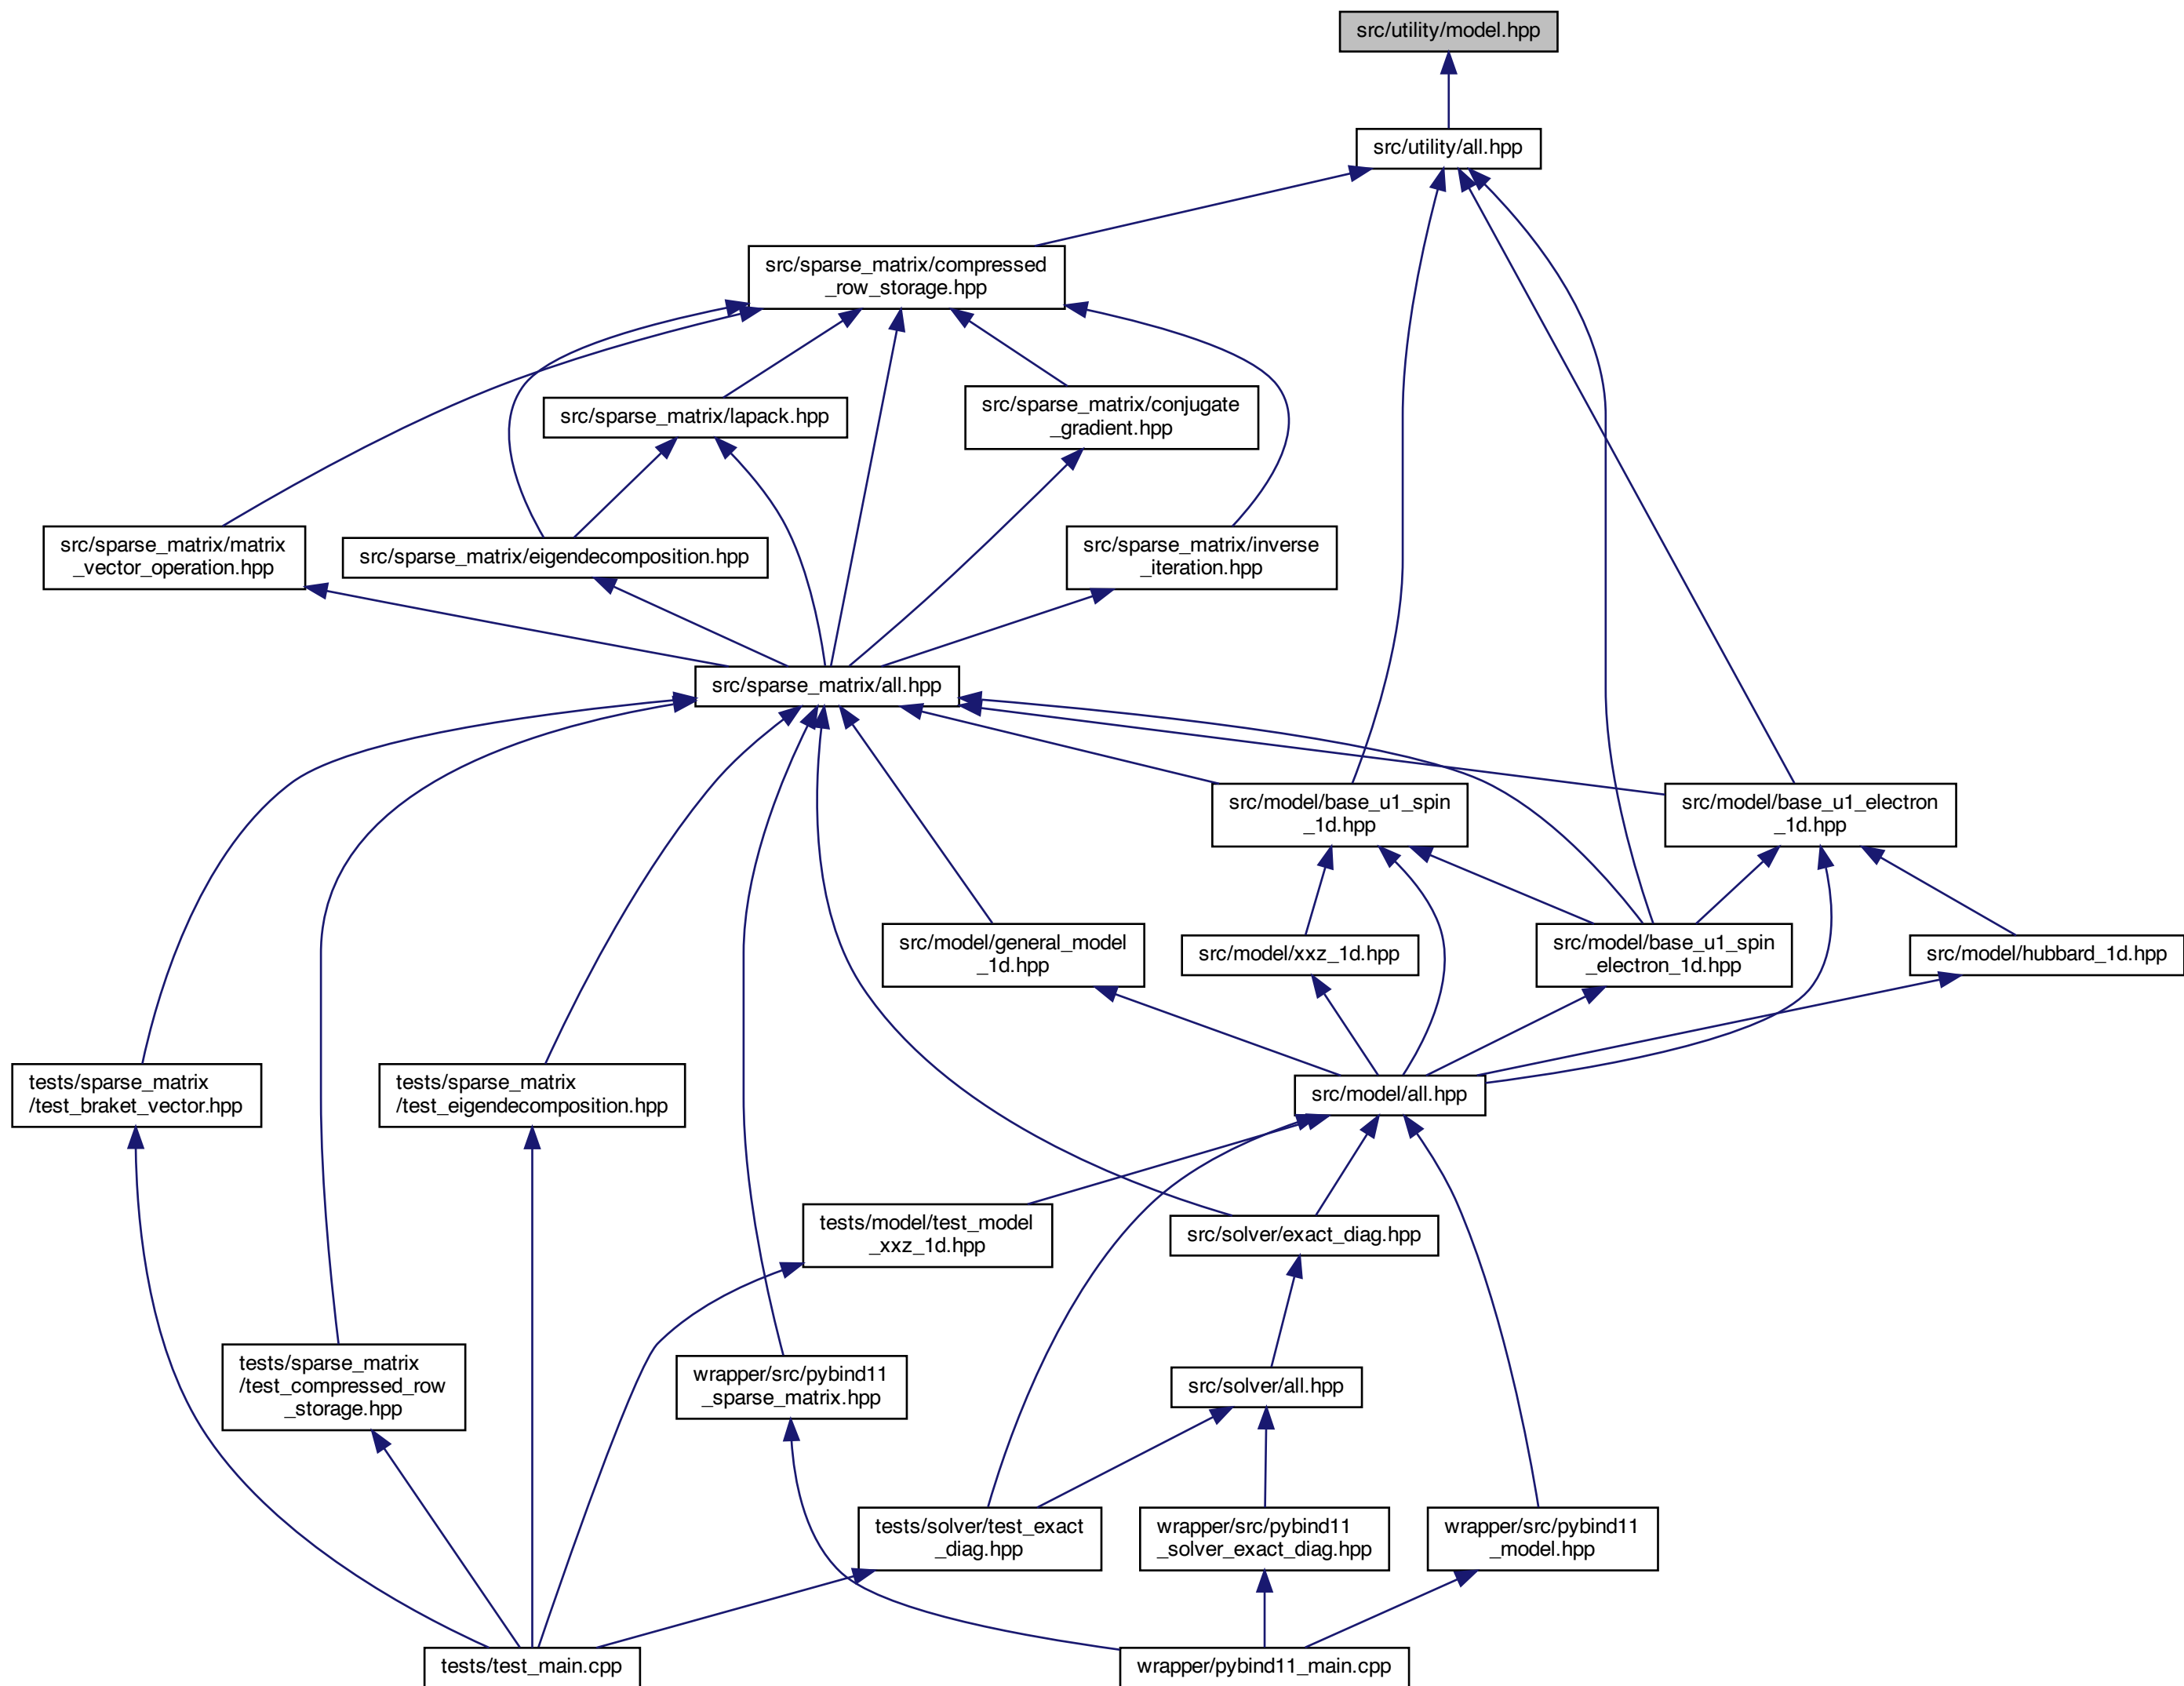 src/utility/model.hpp
src/utility/all.hpp
src/sparse_matrix/compressed
_row_storage.hpp
src/sparse_matrix/lapack.hpp
src/sparse_matrix/conjugate
_gradient.hpp
src/sparse_matrix/matrix
_vector_operation.hpp
src/sparse_matrix/eigendecomposition.hpp
src/sparse_matrix/inverse
_iteration.hpp
src/sparse_matrix/all.hpp
src/model/base_u1_spin
_1d.hpp
src/model/base_u1_electron
_1d.hpp
src/model/general_model
_1d.hpp
src/model/xxz_1d.hpp
src/model/base_u1_spin
_electron_1d.hpp
src/model/hubbard_1d.hpp
tests/sparse_matrix
/test_braket_vector.hpp
tests/sparse_matrix
/test_eigendecomposition.hpp
src/model/all.hpp
tests/model/test_model
_xxz_1d.hpp
src/solver/exact_diag.hpp
tests/sparse_matrix
/test_compressed_row
_storage.hpp
wrapper/src/pybind11
_sparse_matrix.hpp
src/solver/all.hpp
tests/solver/test_exact
_diag.hpp
wrapper/src/pybind11
_solver_exact_diag.hpp
wrapper/src/pybind11
_model.hpp
tests/test_main.cpp
wrapper/pybind11_main.cpp